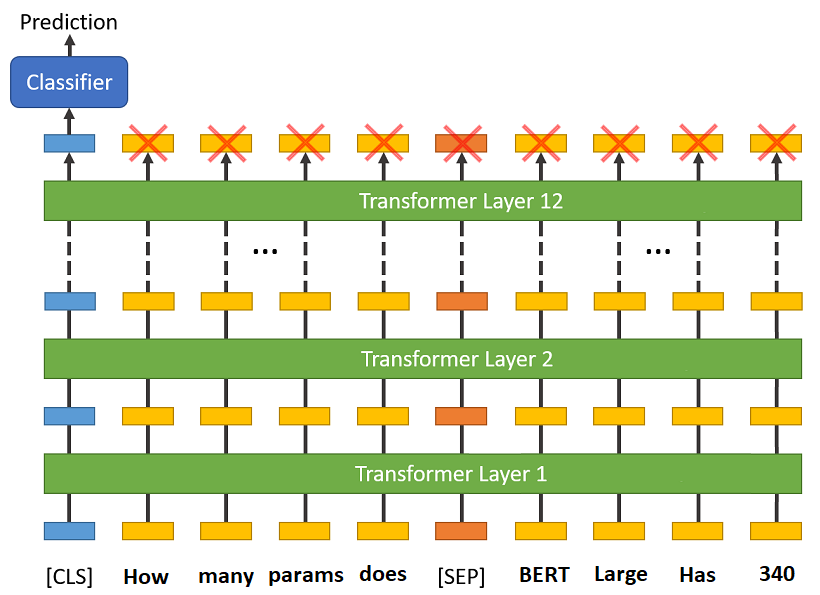 Prediction
Classifier
Transformer Layer 12
... ...
Transformer Layer 2
Transformer Layer 1
[CLS] How many params does [SEP] BERT Large Has 340